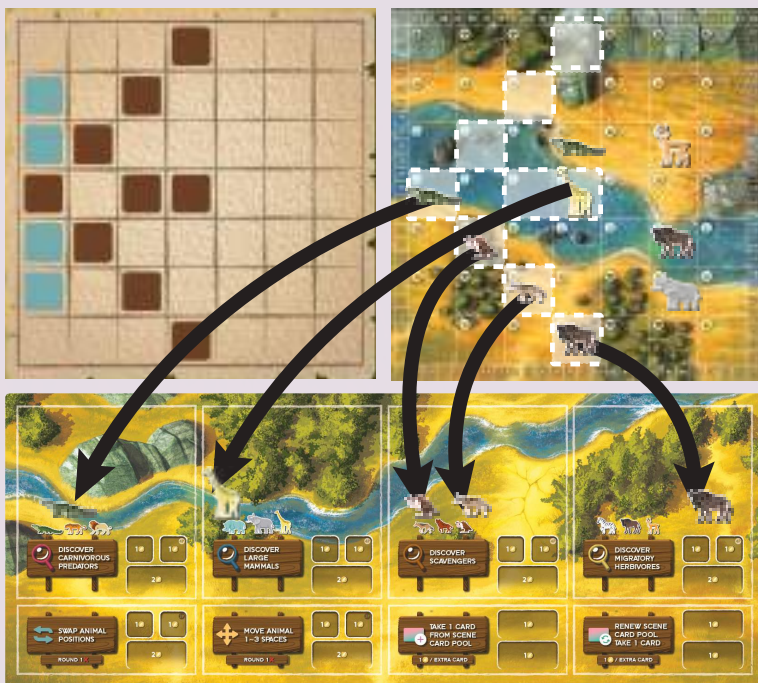 DISCOVER
CARNIVOROUS
PREDATORS
1
1
2
DISCOVER
LARGE
MAMMALS
1
1
2
DISCOVER
SCAVENGERS
1
1
2
DISCOVER
MIGRATORY
HERBIVORES
1
1
2
SWAP ANIMAL
POSITIONS
ROUND 1
1
1
2
MOVE ANIMAL
1-3 SPACES
ROUND 1
1
1
2
TAKE 1 CARD
FROM SCENE
CARD POOL
1 / EXTRA CARD
1
1
RENEW SCENE
CARD POOL
TAKE 1 CARD
1 / EXTRA CARD
1
1